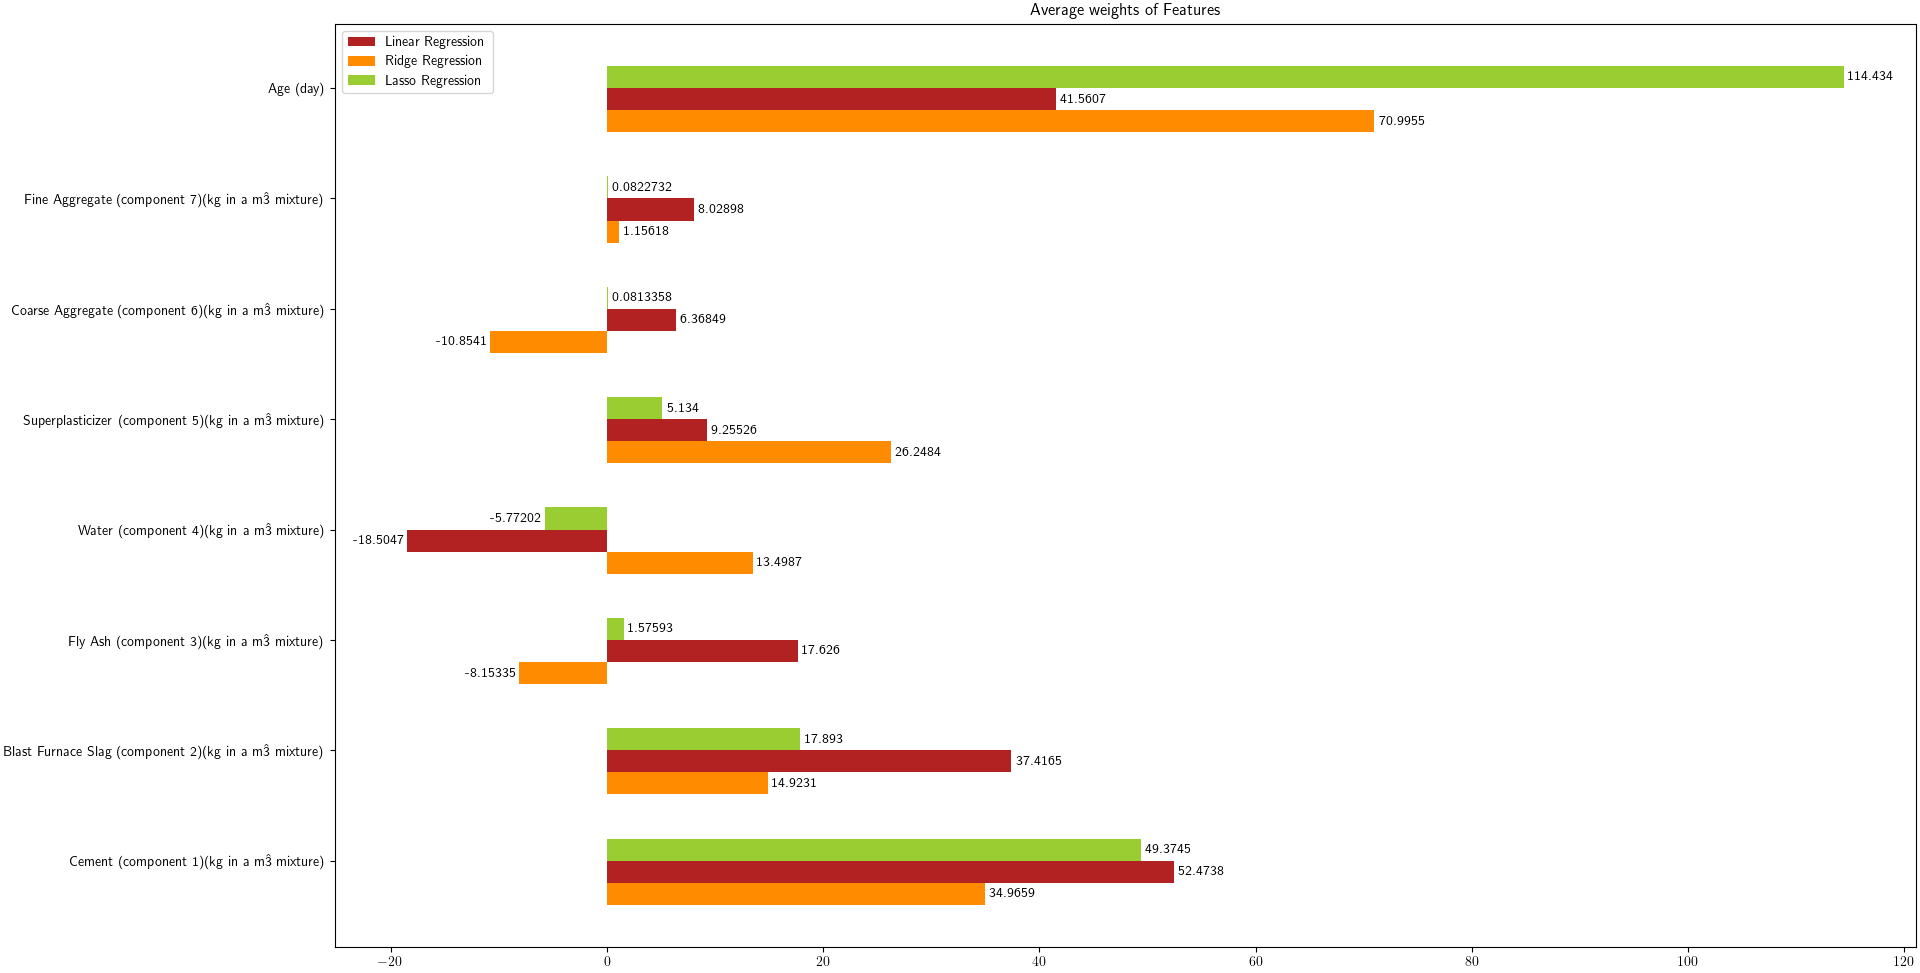 Average weights of Features
Linear Regression
Ridge Regression
Lasso Regression
Age (day)
114.434
41.5607
70.9955
Fine Aggregate (component 7)(kg in a m3̂ mixture)
0.0822732
8.02898
1.15618
Coarse Aggregate (component 6)(kg in a m3̂ mixture)
0.0813358
6.36849
-10.8541
Superplasticizer (component 5)(kg in a m3̂ mixture)
5.134
9.25526
26.2484
Water (component 4)(kg in a m3̂ mixture)
-5.77202
-18.5047
13.4987
Fly Ash (component 3)(kg in a m3̂ mixture)
1.57593
17.626
-8.15335
Blast Furnace Slag (component 2)(kg in a m3̂ mixture)
17.893
37.4165
14.9231
Cement (component 1)(kg in a m3̂ mixture)
49.3745
52.4738
34.9659
−20 0 20 40 60 80 100 120